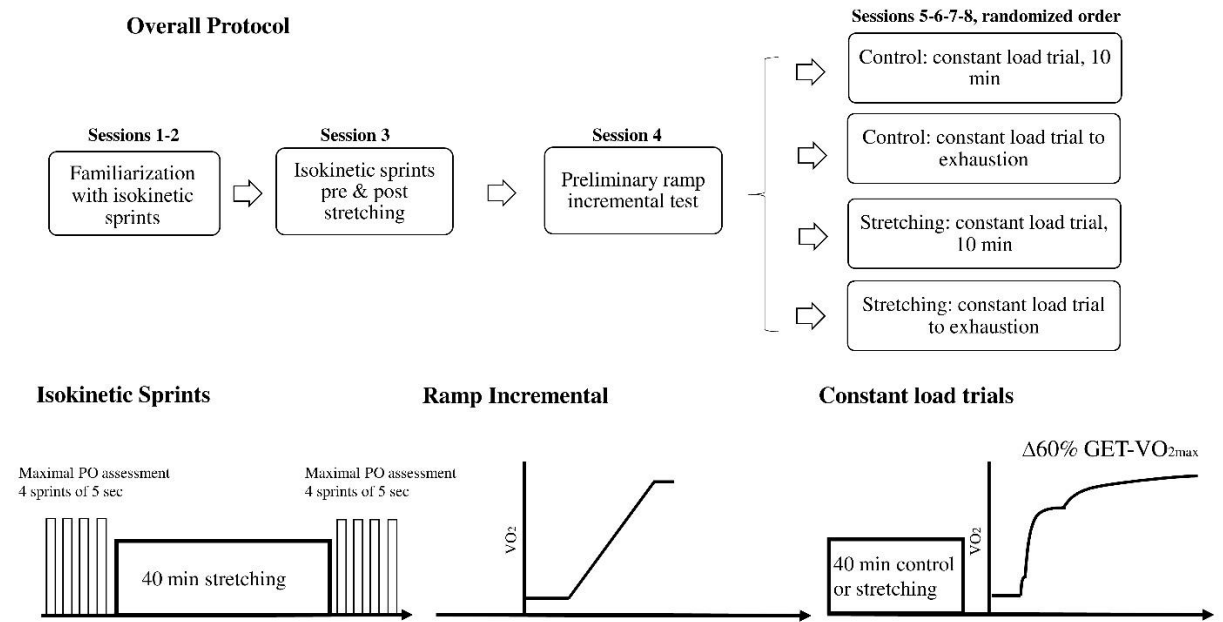 Overall Protocol
Sessions 5-6-7-8, randomized order
Control: constant load trial, 10
min
Control: constant load trial to
exhaustion
Stretching: constant load trial,
10 min
Stretching: constant load trial
to exhaustion
Sessions 1-2
Familiarization
with isokinetic
sprints
Session 3
Isokinetic sprints
pre & post
stretching
Session 4
Preliminary ramp
incremental test
Isokinetic Sprints
Maximal PO assessment
4 sprints of 5 sec
40 min stretching
Maximal PO assessment
4 sprints of 5 sec
Ramp Incremental
VO2
Constant load trials
40 min control
or stretching
VO2
Δ60% GET-VO2max